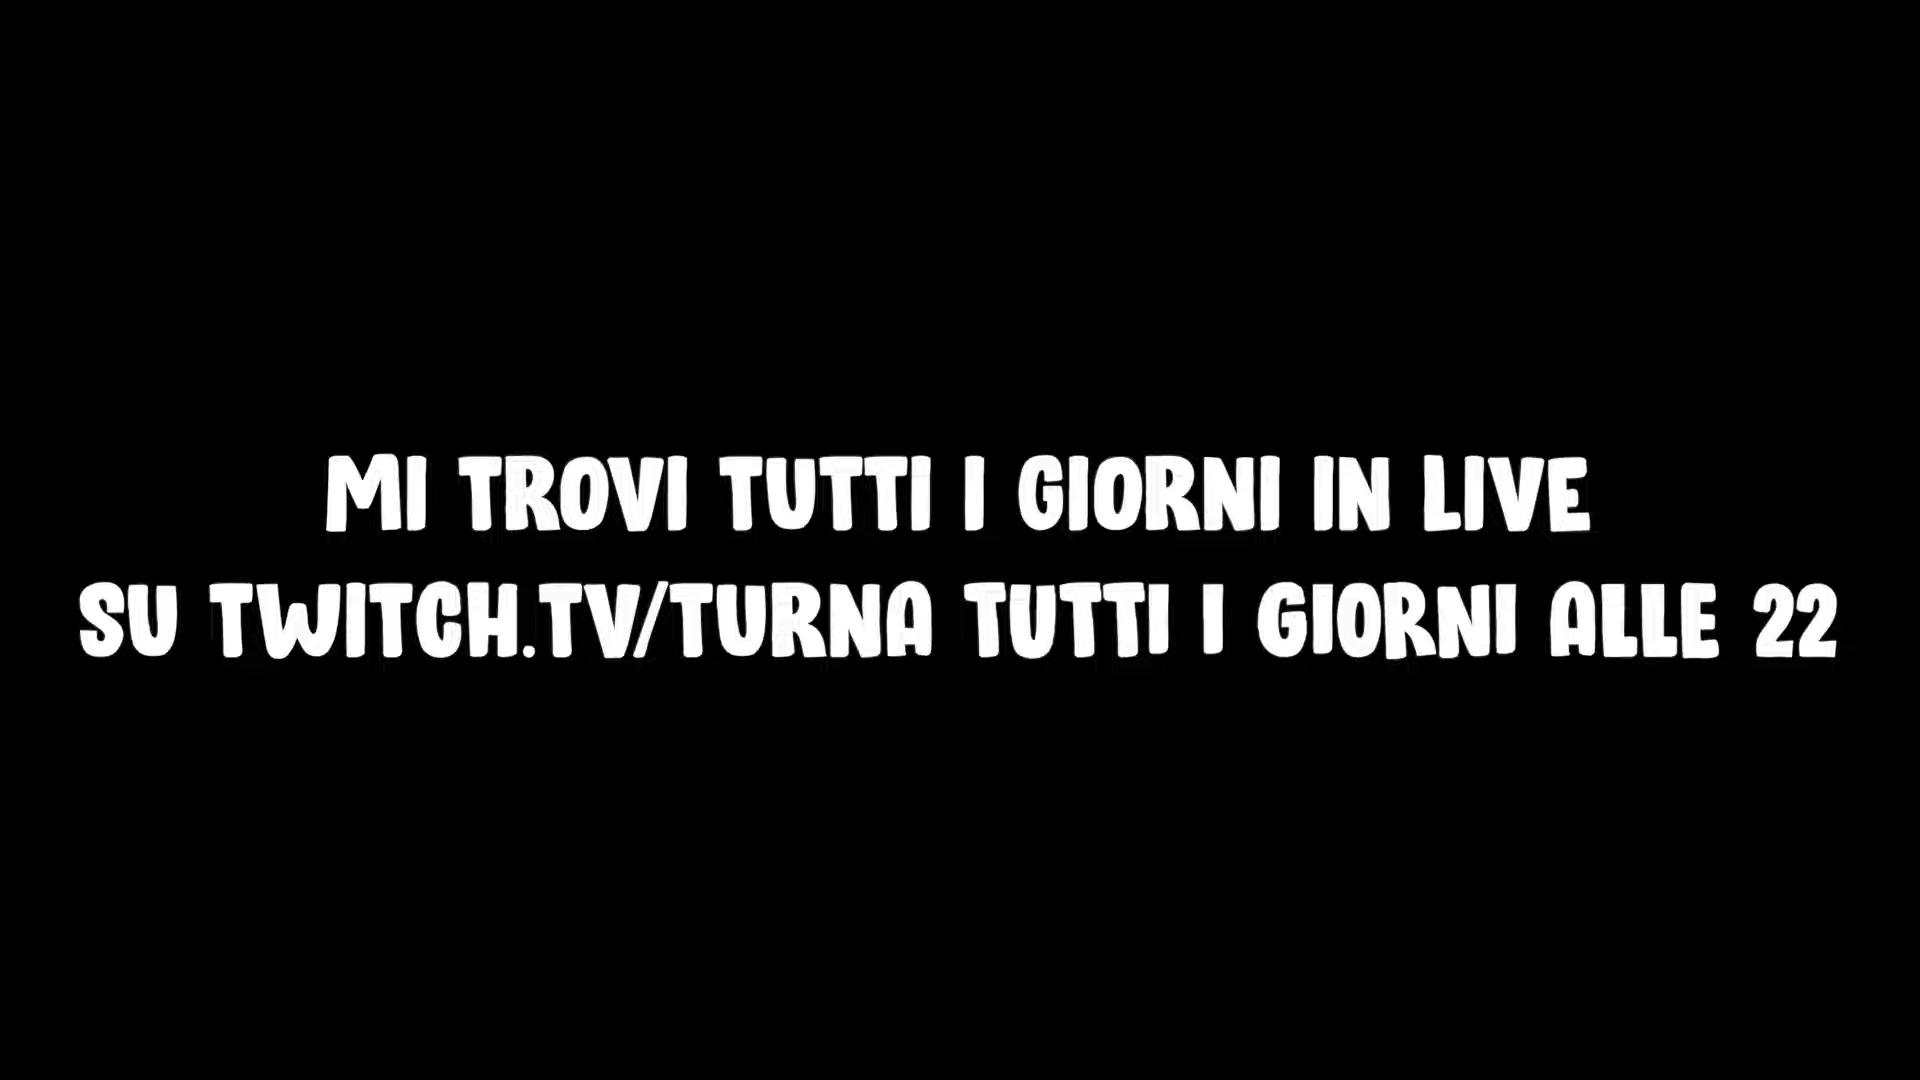 MI TROVI TUTTI I GIORNI IN LIVE
SU TWITCH.TV/TURNA TUTTI I GIORNI ALLE 22